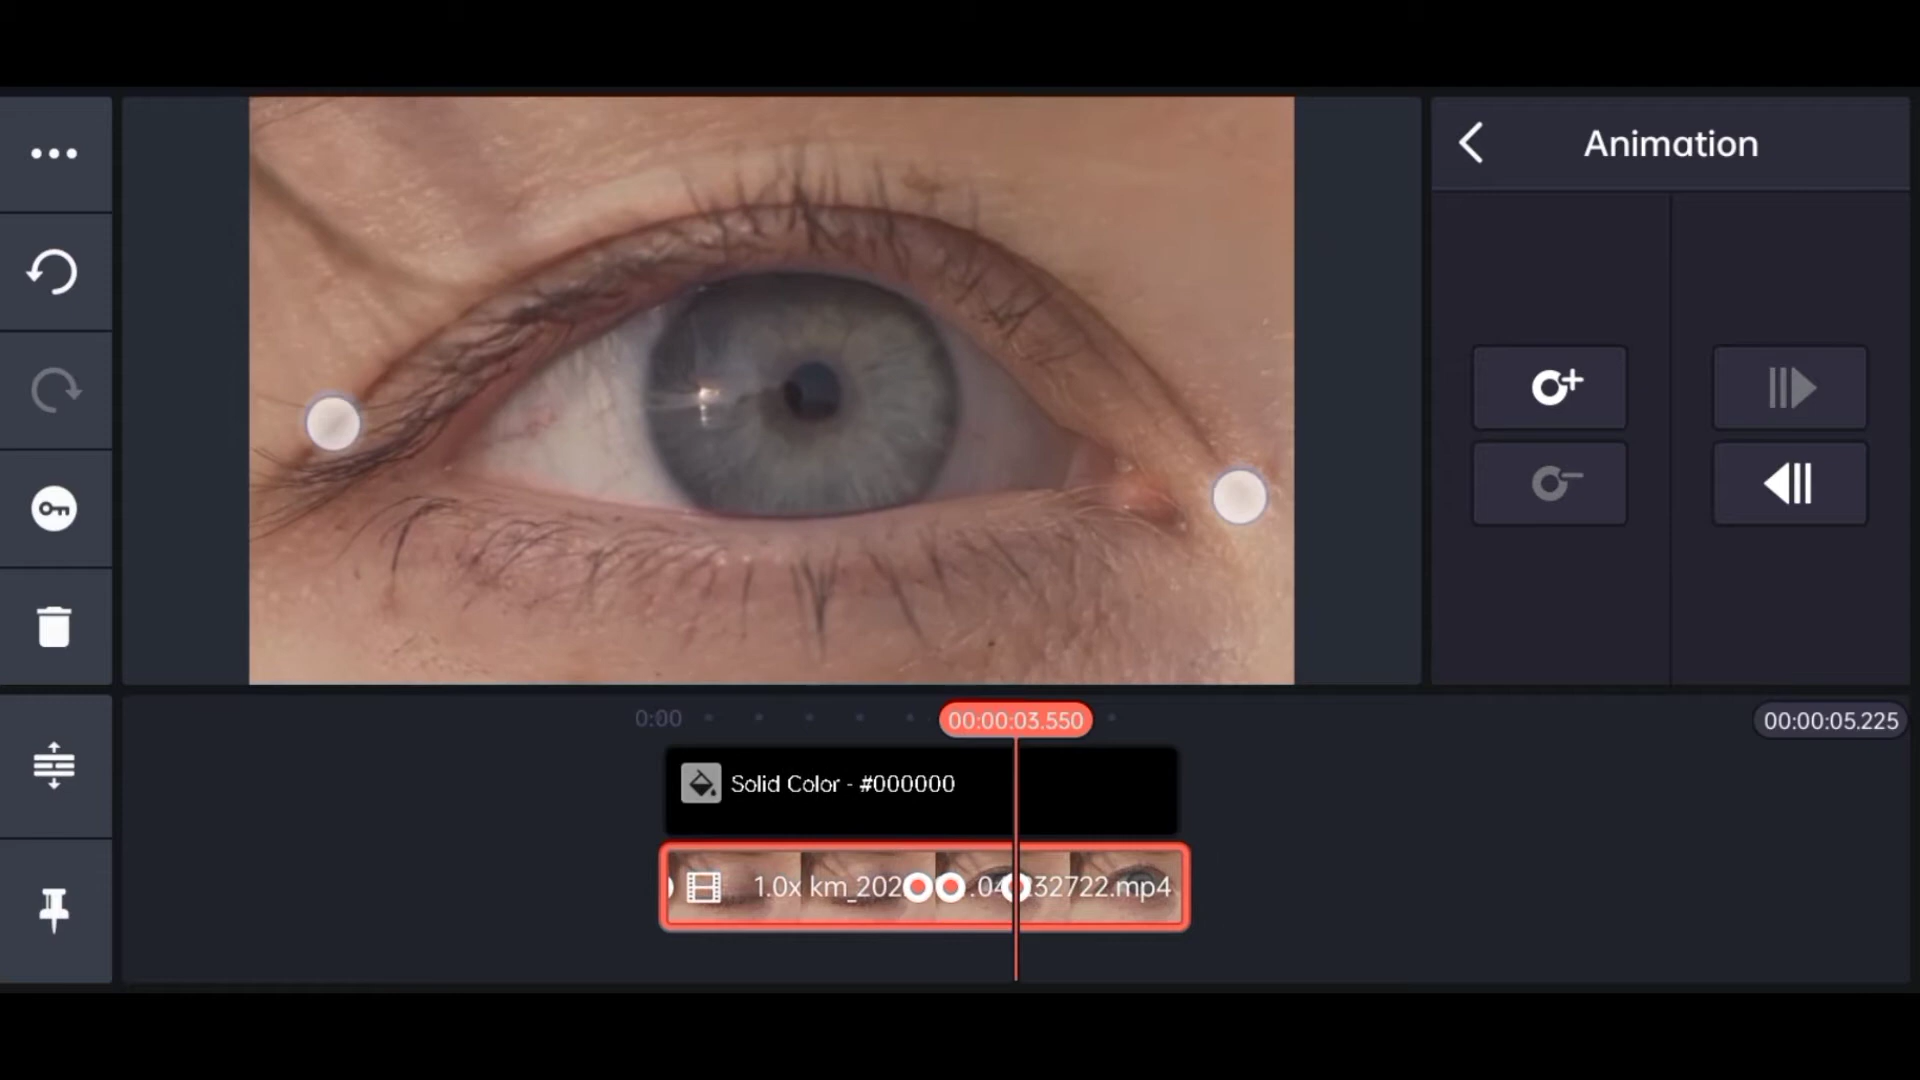 Animation
0:00
00:00:03.550
00:00:05.225
Solid Color - #000000
1.0x km_202
.04
32722.mp4